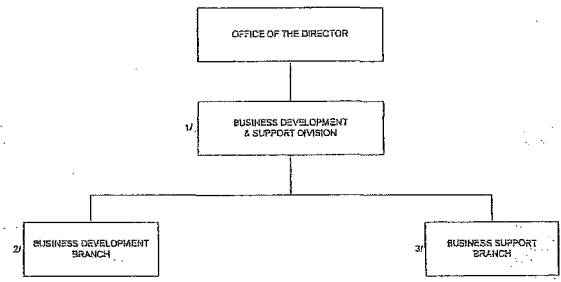 OFFICE OF THE DIRECTOR
1/
BUSINESS DEVELOPMENT
& SUPPORT DIVISION
2/
BUSINESS DEVELOPMENT
BRANCH
3/
BUSINESS SUPPORT
BRANCH